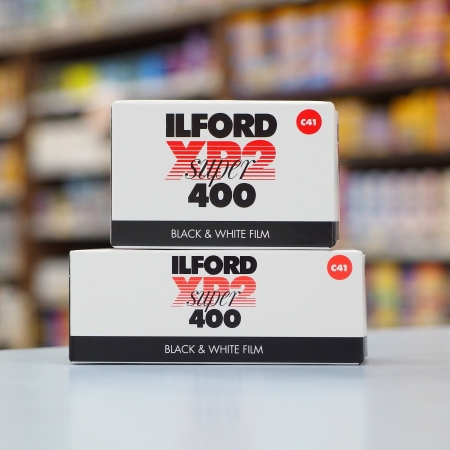 ILFORD
C41
XP2
super
400
BLACK & WHITE FILM
ILFORD
C41
XP2
super
400
BLACK & WHITE FILM